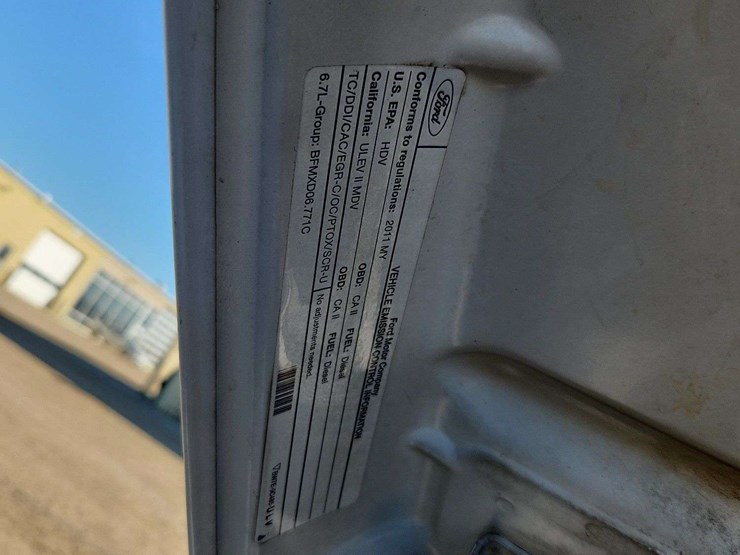 Ford
Ford Motor Company
VEHICLE EMISSION CONTROL INFORMATION
Conforms to regulations: 2011 MY
U.S. EPA: HDV OBD: CA II FUEL: Diesel
California: ULEV II MDV OBD: CA II FUEL: Diesel
TC/DDI/CAC/EGR-C/OC/PTOX/SCR-U No adjustments needed.
6.7L-Group: BFMXD06.771C